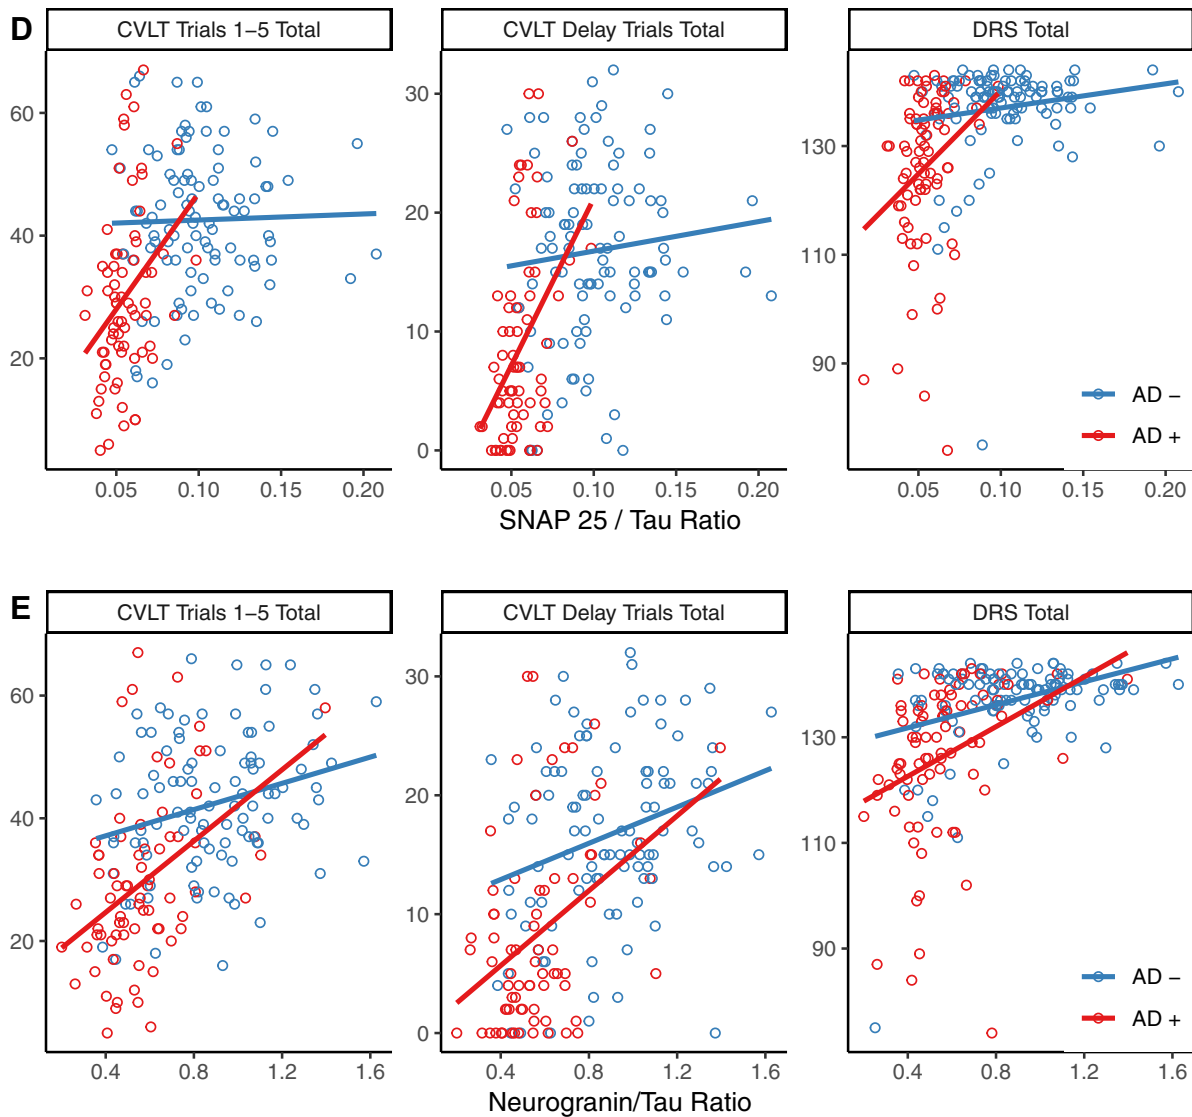 D
CVLT Trials 1–5 Total
CVLT Delay Trials Total
DRS Total
60
40
20
0.05 0.10 0.15 0.20
30
20
10
0
0.05 0.10 0.15 0.20
130
110
90
AD –
AD +
0.05 0.10 0.15 0.20
SNAP 25 / Tau Ratio
E
CVLT Trials 1–5 Total
CVLT Delay Trials Total
DRS Total
60
40
20
0.4 0.8 1.2 1.6
30
20
10
0
0.4 0.8 1.2 1.6
130
110
90
AD –
AD +
0.4 0.8 1.2 1.6
Neurogranin/Tau Ratio